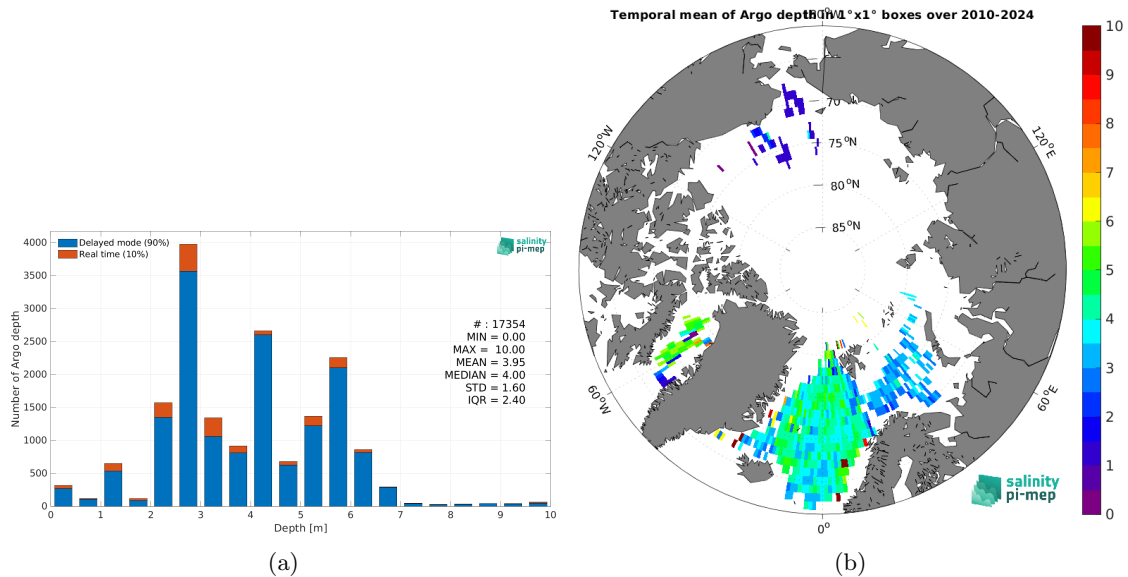 Delayed mode (90%)
Real time (10%)
salinity
pi-mep
# : 17354
MIN = 0.00
MAX = 10.00
MEAN = 3.95
MEDIAN = 4.00
STD = 1.60
IQR = 2.40
Number of Argo depth
4000
3500
3000
2500
2000
1500
1000
500
0
0 1 2 3 4 5 6 7 8 9 10
Depth [m]
(a)
Temporal mean of Argo depth in 1°x1° boxes over 2010-2024
180°W
120°W
120°E
70
75°N
80°N
85°N
60°W
60°E
0°
salinity
pi-mep
10
9
8
7
6
5
4
3
2
1
0
(b)